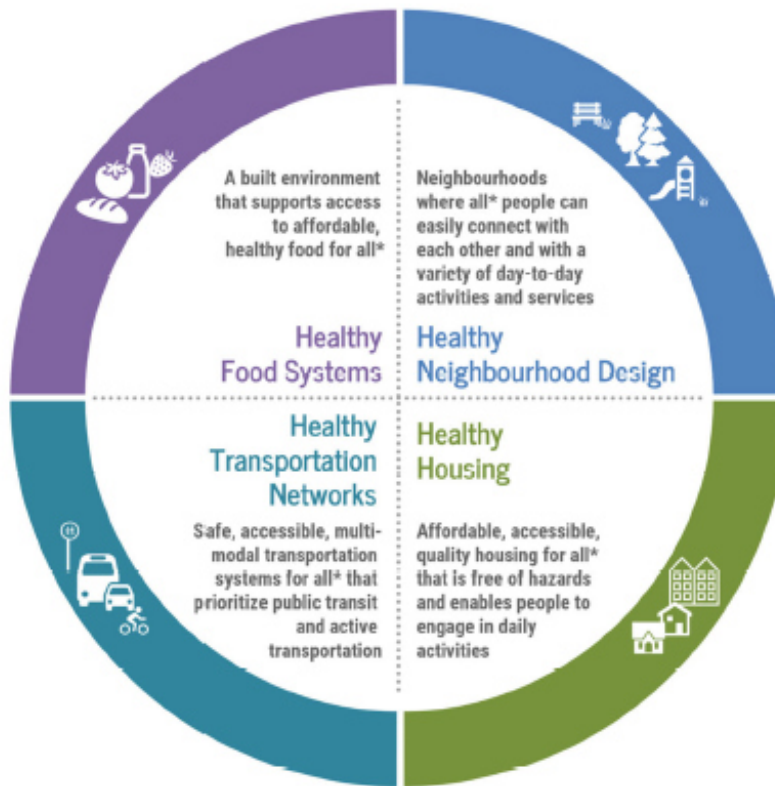 A built environment
that supports access
to affordable,
healthy food for all*
Healthy
Food Systems
Neighbourhoods
where all* people can
easily connect with
each other and with a
variety of day-to-day
activities and services
Healthy
Neighbourhood Design
Healthy
Transportation
Networks
Safe, accessible, multi-
modal transportation
systems for all* that
prioritize public transit
and active
transportation
Healthy
Housing
Affordable, accessible,
quality housing for all*
that is free of hazards
and enables people to
engage in daily
activities